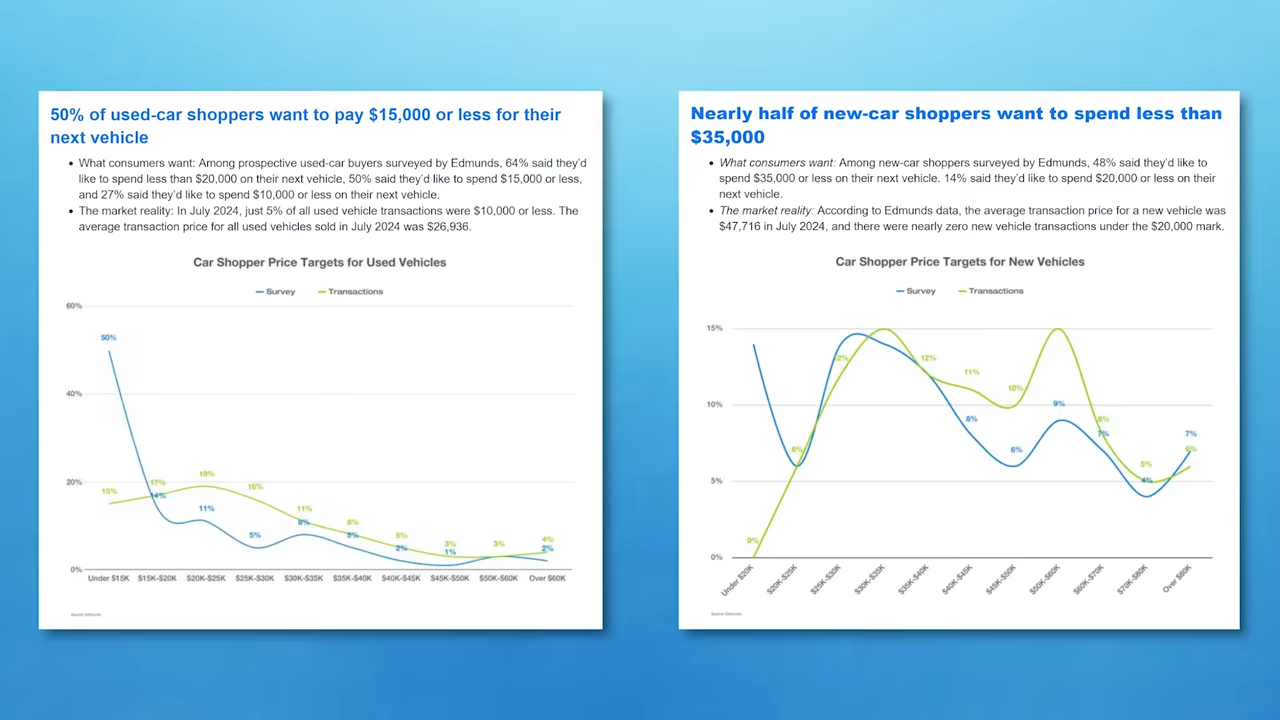 50% of used-car shoppers want to pay $15,000 or less for their
next vehicle
• What consumers want: Among prospective used-car buyers surveyed by Edmunds, 64% said they'd
like to spend less than $20,000 on their next vehicle, 50% said they'd like to spend $15,000 or less,
and 27% said they'd like to spend $10,000 or less on their next vehicle.
• The market reality: In July 2024, just 5% of all used vehicle transactions were $10,000 or less. The
average transaction price for all used vehicles sold in July 2024 was $26,936.
Car Shopper Price Targets for Used Vehicles
Survey Transactions
60%
50%
40%
20%
15% 17% 19% 16% 11% 8% 5% 3% 3% 4%
14% 11% 5% 8% 5% 2% 1% 2%
0%
Under $15K $15K-$20K $20K-$25K $25K-$30K $30K-$35K $35K-$40K $40K-$45K $45K-$50K $50K-$60K Over $60K
Source: Edmunds
Nearly half of new-car shoppers want to spend less than
$35,000
• What consumers want: Among new-car shoppers surveyed by Edmunds, 48% said they'd like to
spend $35,000 or less on their next vehicle. 14% said they'd like to spend $20,000 or less on their
next vehicle.
• The market reality: According to Edmunds data, the average transaction price for a new vehicle was
$47,716 in July 2024, and there were nearly zero new vehicle transactions under the $20,000 mark.
Car Shopper Price Targets for New Vehicles
Survey Transactions
15%
10%
5%
0%
0% 6% 12% 12% 11% 10% 8% 5% 6%
8% 6% 9% 7% 4% 7%
Under $20K $20K-$25K $25K-$30K $30K-$35K $35K-$40K $40K-$45K $45K-$50K $50K-$60K $60K-$70K $70K-$80K Over $80K
Source: Edmunds